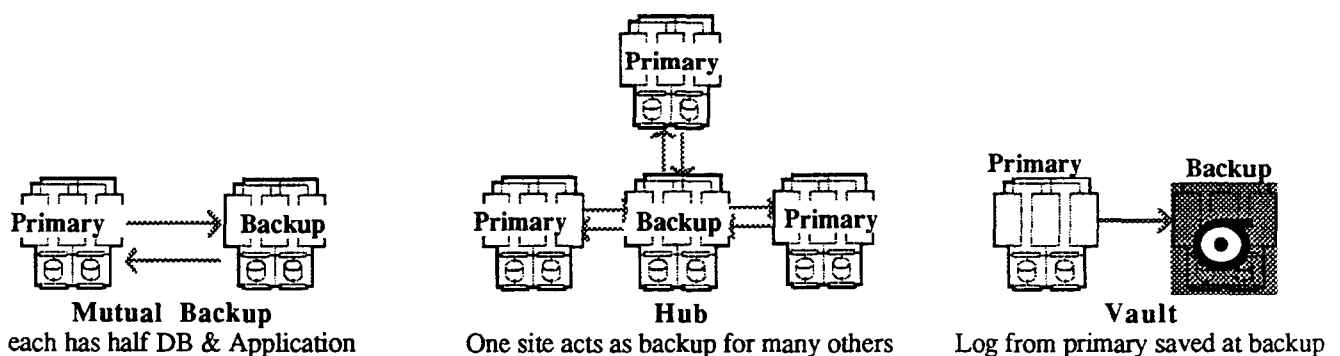 Primary
Backup
Mutual Backup
each has half DB & Application
Primary
Primary
Backup
Primary
Hub
One site acts as backup for many others
Primary
Backup
Vault
Log from primary saved at backup